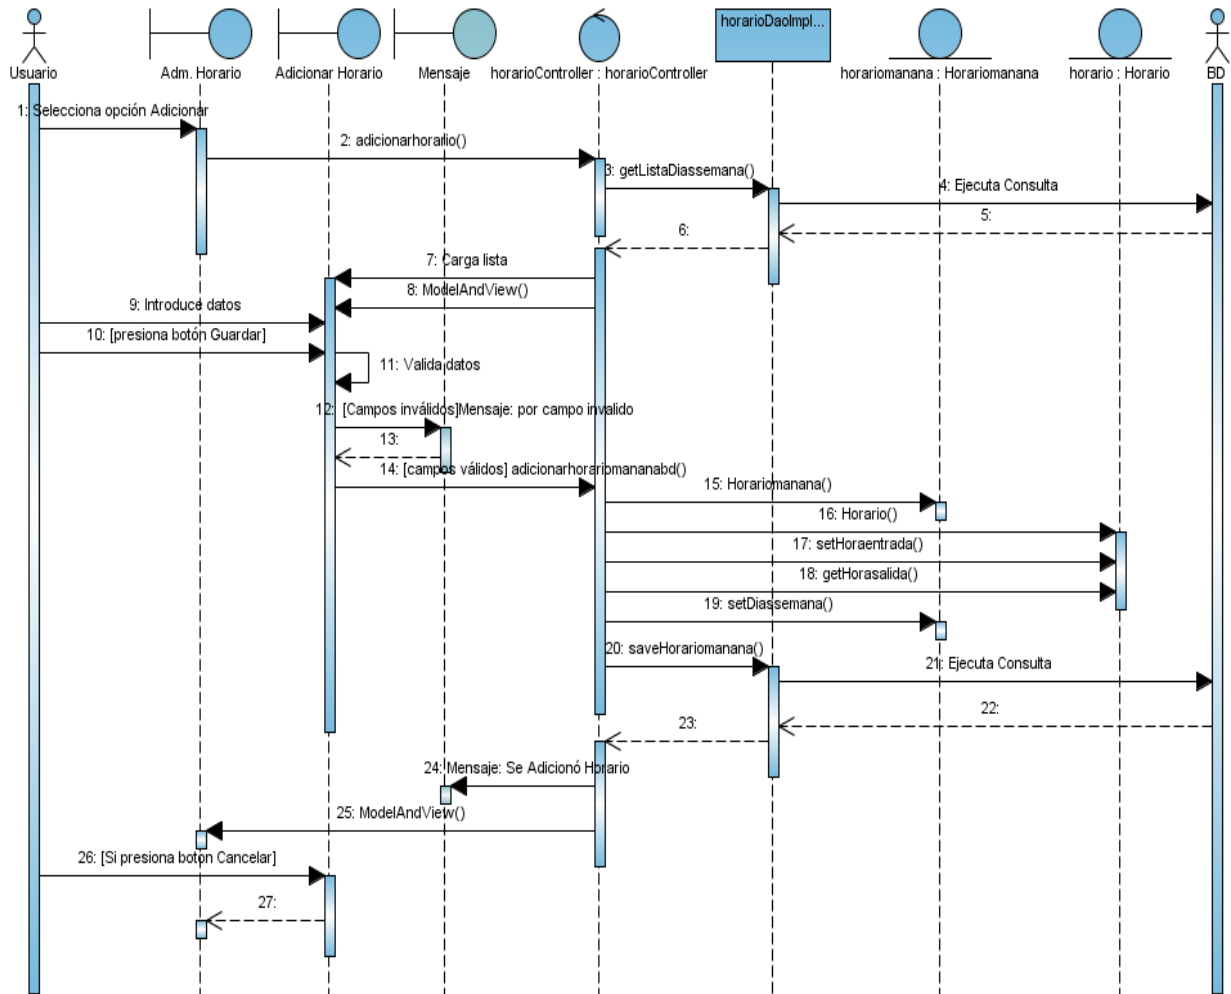 horarioDaoImpl...
Usuario
Adm. Horario
Adicionar Horario
Mensaje
horarioController : horarioController
horariomanana : Horariomanana
horario : Horario
BD
1: Selecciona opción Adicionar
2: adicionarhorario()
3: getListaDiassemana()
4: Ejecuta Consulta
5:
6:
7: Carga lista
8: ModelAndView()
9: Introduce datos
10: [presiona botón Guardar]
11: Valida datos
12: [Campos inválidos]Mensaje: por campo invalido
13:
14: [campos válidos] adicionarhorariomananabd()
15: Horariomanana()
16: Horario()
17: setHoraentrada()
18: getHorasalida()
19: setDiassemana()
20: saveHorariomanana()
21: Ejecuta Consulta
22:
23:
24: Mensaje: Se Adicionó Horario
25: ModelAndView()
26: [Si presiona botón Cancelar]
27: